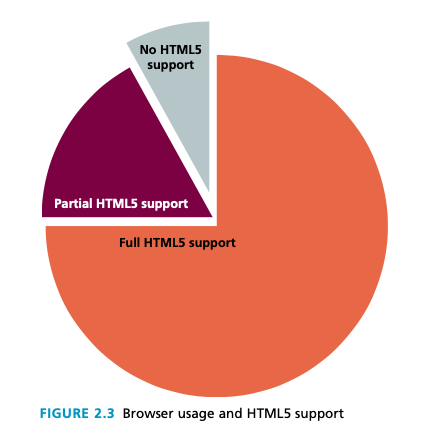 No HTML5
support
Partial HTML5 support
Full HTML5 support
FIGURE 2.3 Browser usage and HTML5 support